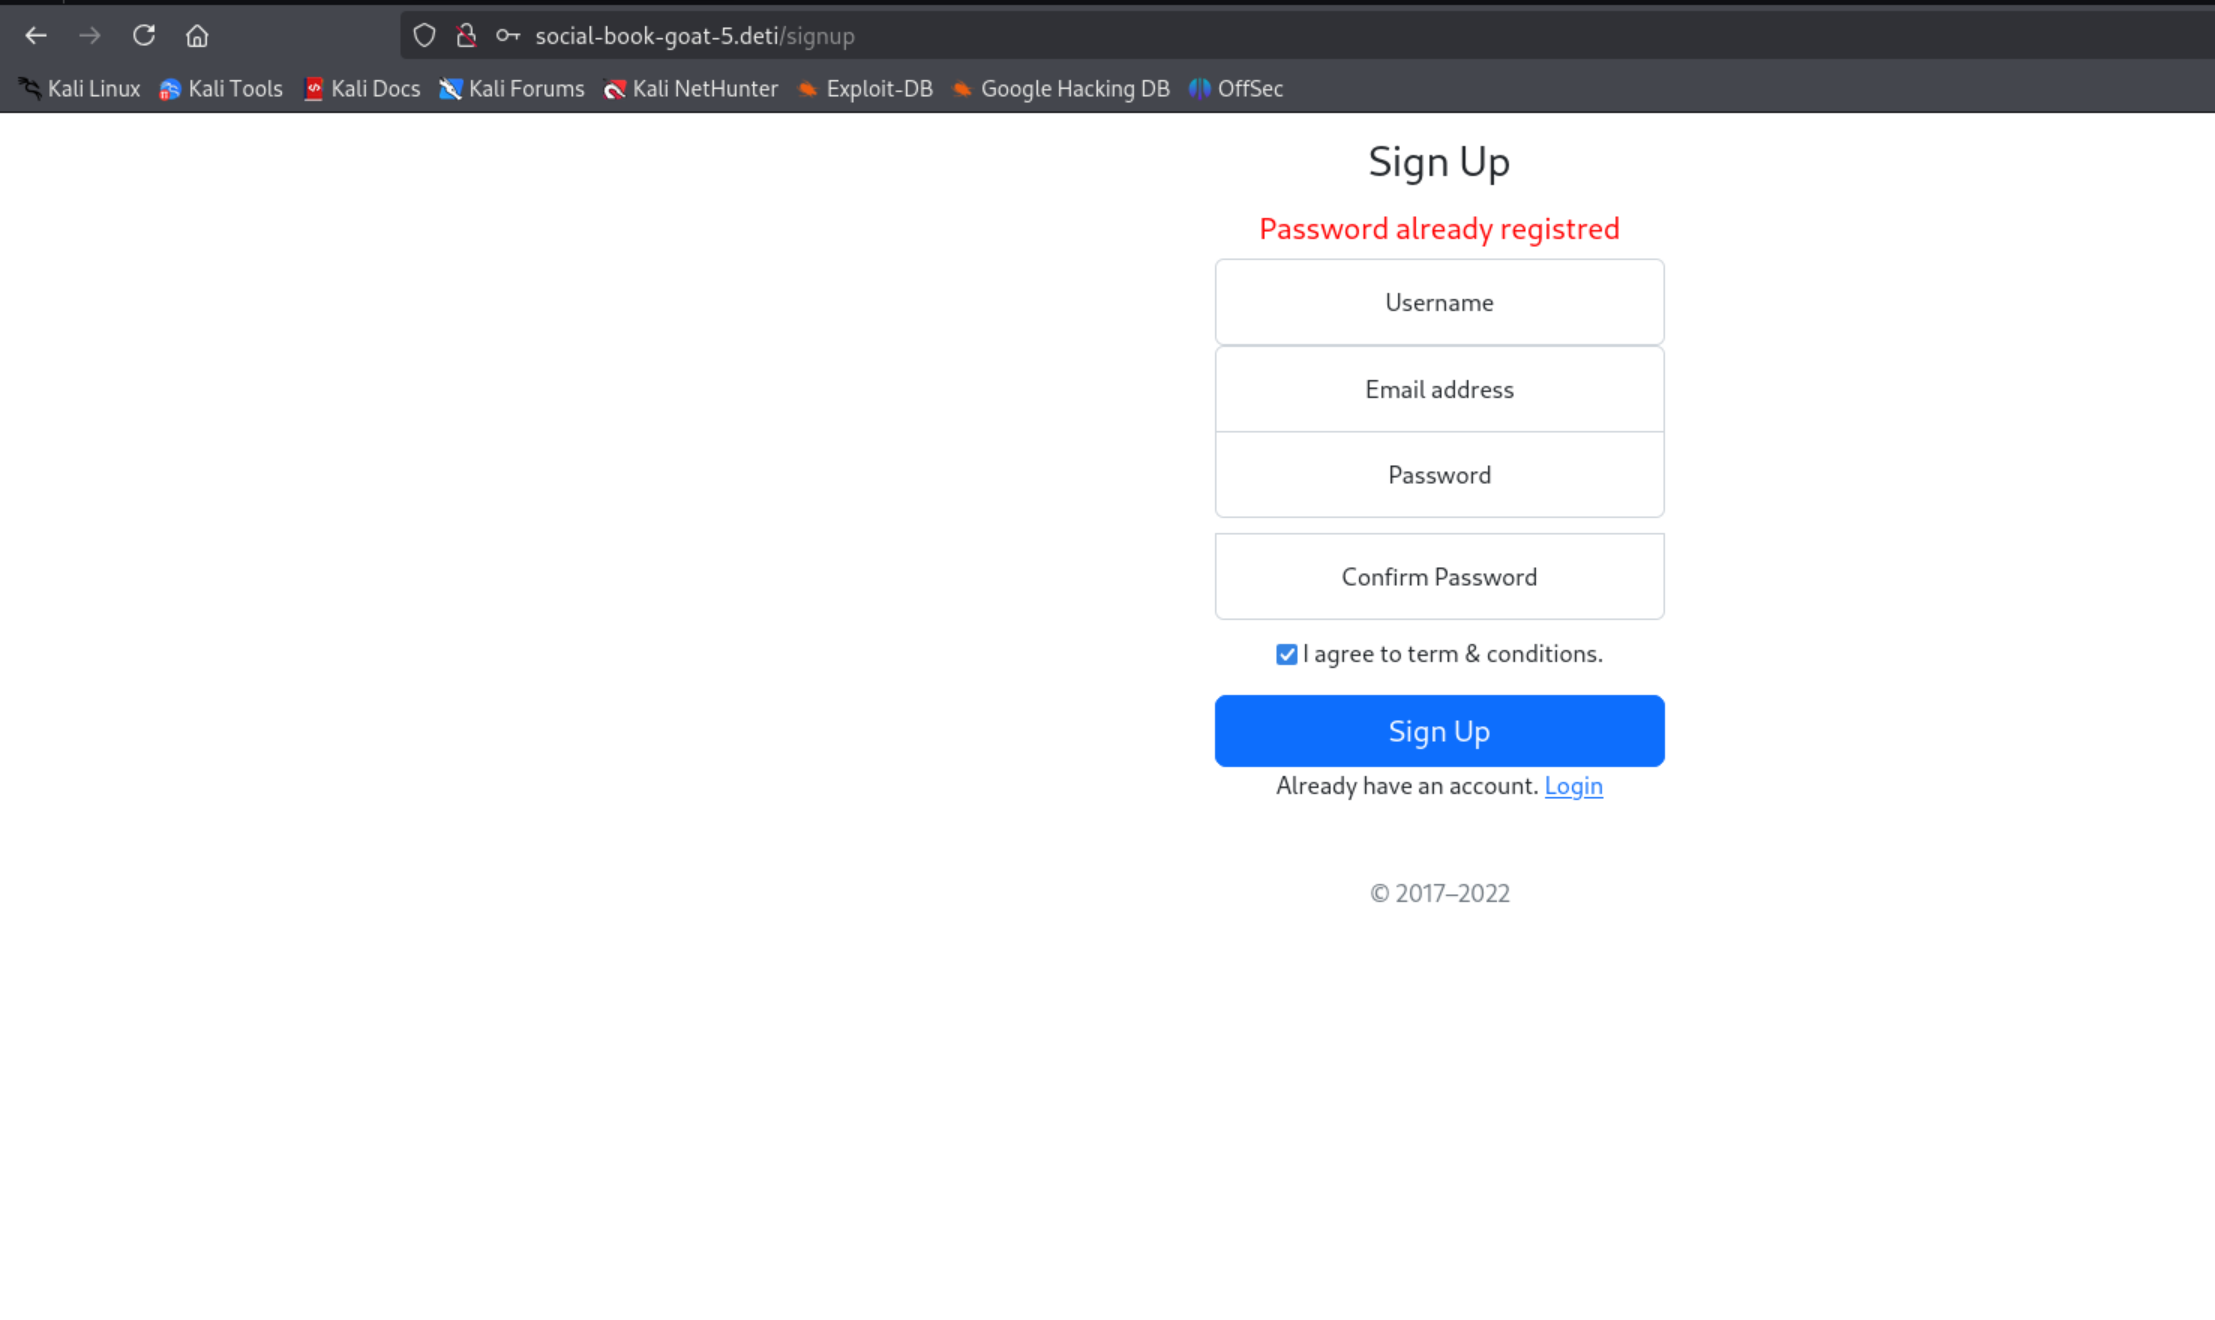 social-book-goat-5.deti/signup
Kali Linux Kali Tools Kali Docs Kali Forums Kali NetHunter Exploit-DB Google Hacking DB OffSec
Sign Up
Password already registred
Username
Email address
Password
Confirm Password
I agree to term & conditions.
Sign Up
Already have an account. Login
© 2017–2022